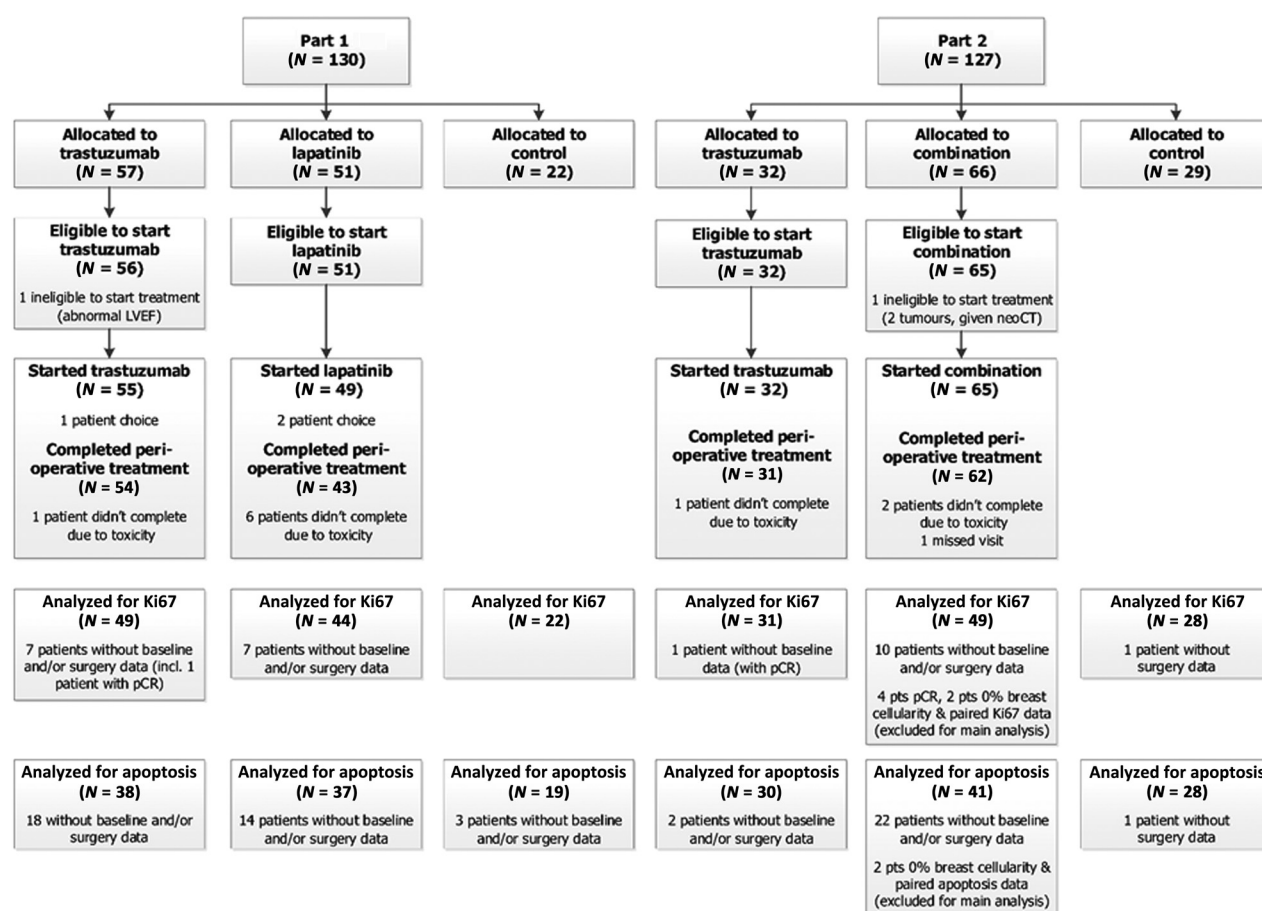 Part 1
(N = 130)
Part 2
(N = 127)
Allocated to
trastuzumab
(N = 57)
Allocated to
lapatinib
(N = 51)
Allocated to
control
(N = 22)
Allocated to
trastuzumab
(N = 32)
Allocated to
combination
(N = 66)
Allocated to
control
(N = 29)
Eligible to start
trastuzumab
(N = 56)
1 ineligible to start treatment
(abnormal LVEF)
Eligible to start
lapatinib
(N = 51)
Eligible to start
trastuzumab
(N = 32)
Eligible to start
combination
(N = 65)
1 ineligible to start treatment
(2 tumours, given neoCT)
Started trastuzumab
(N = 55)
1 patient choice
Completed peri-
operative treatment
(N = 54)
1 patient didn't complete
due to toxicity
Started lapatinib
(N = 49)
2 patient choice
Completed peri-
operative treatment
(N = 43)
6 patients didn't complete
due to toxicity
Started trastuzumab
(N = 32)
Completed peri-
operative treatment
(N = 31)
1 patient didn't complete
due to toxicity
Started combination
(N = 65)
Completed peri-
operative treatment
(N = 62)
2 patients didn't complete
due to toxicity
1 missed visit
Analyzed for Ki67
(N = 49)
7 patients without baseline
and/or surgery data (incl. 1
patient with pCR)
Analyzed for Ki67
(N = 44)
7 patients without baseline
and/or surgery data
Analyzed for Ki67
(N = 22)
Analyzed for Ki67
(N = 31)
1 patient without baseline
data (with pCR)
Analyzed for Ki67
(N = 49)
10 patients without baseline
and/or surgery data
4 pts pCR, 2 pts 0% breast
cellularity & paired Ki67 data
(excluded for main analysis)
Analyzed for Ki67
(N = 28)
1 patient without
surgery data
Analyzed for apoptosis
(N = 38)
18 without baseline and/or
surgery data
Analyzed for apoptosis
(N = 37)
14 patients without baseline
and/or surgery data
Analyzed for apoptosis
(N = 19)
3 patients without baseline
and/or surgery data
Analyzed for apoptosis
(N = 30)
2 patients without baseline
and/or surgery data
Analyzed for apoptosis
(N = 41)
22 patients without baseline
and/or surgery data
2 pts 0% breast cellularity &
paired apoptosis data
(excluded for main analysis)
Analyzed for apoptosis
(N = 28)
1 patient without
surgery data